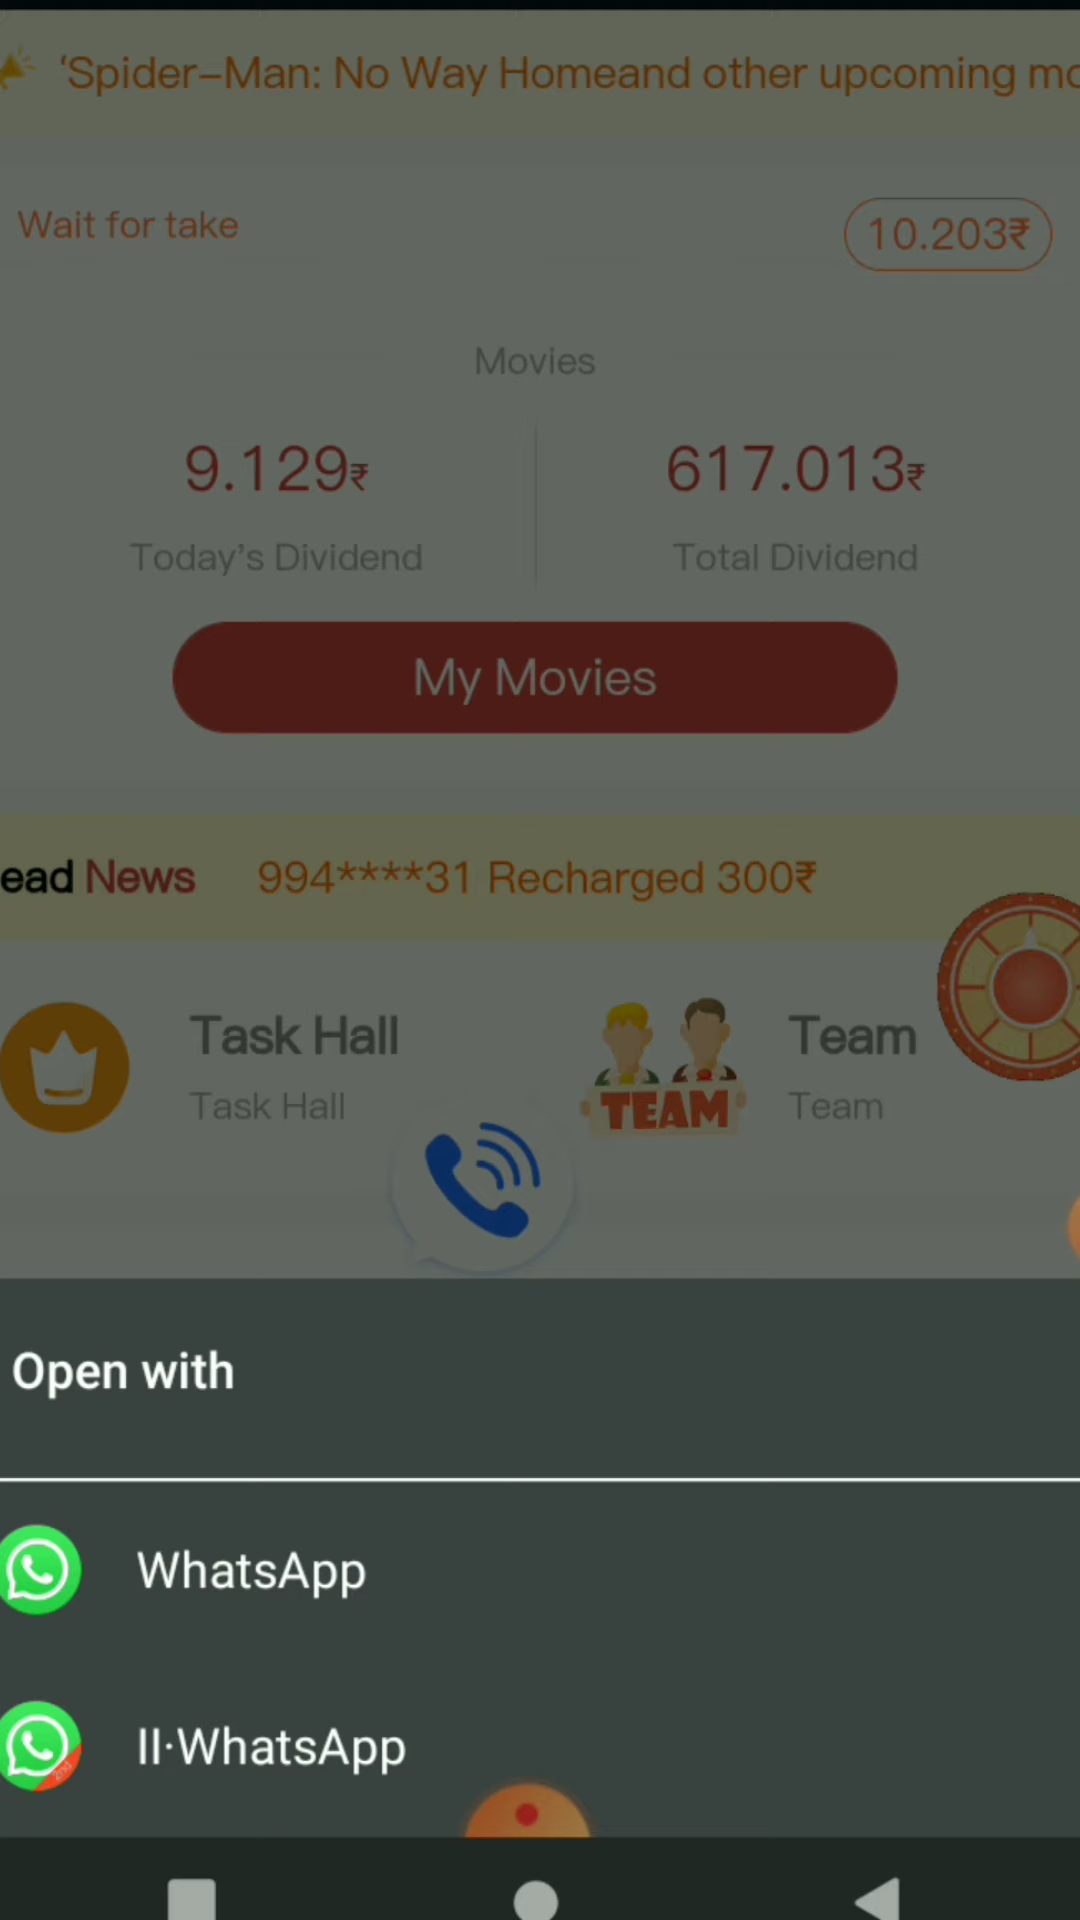 ‘Spider–Man: No Way Homeand other upcoming mo
Wait for take
10.203₹
Movies
9.129₹
617.013₹
Today’s Dividend
Total Dividend
My Movies
ead News
994****31 Recharged 300₹
Task Hall
Team
Task Hall
TEAM
Team
Open with
WhatsApp
II·WhatsApp
2nd